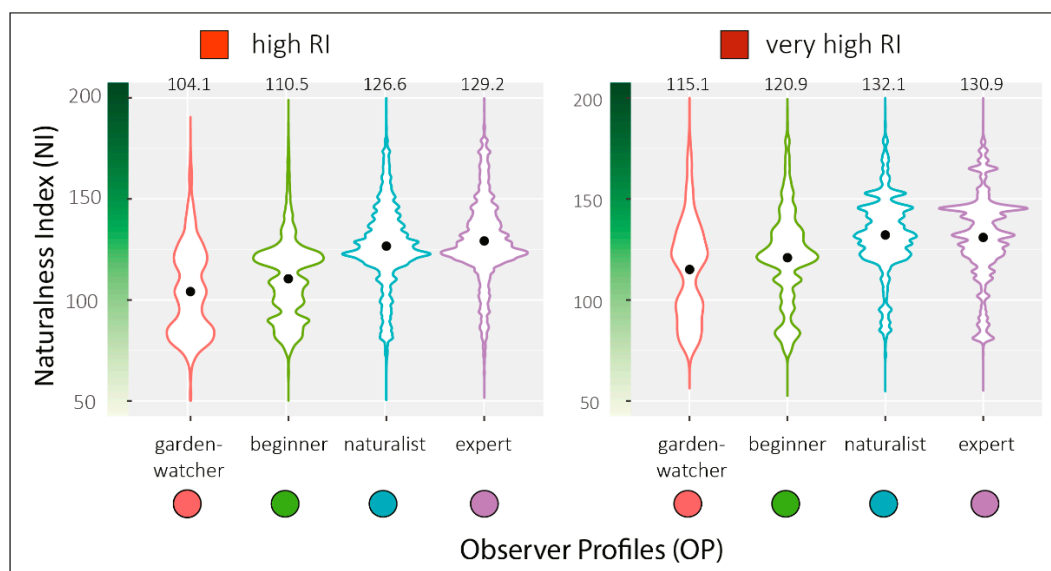 high RI
very high RI
104.1 110.5 126.6 129.2
115.1 120.9 132.1 130.9
Naturalness Index (NI)
200
150
100
50
200
150
100
50
garden-
watcher
beginner
naturalist
expert
garden-
watcher
beginner
naturalist
expert
Observer Profiles (OP)